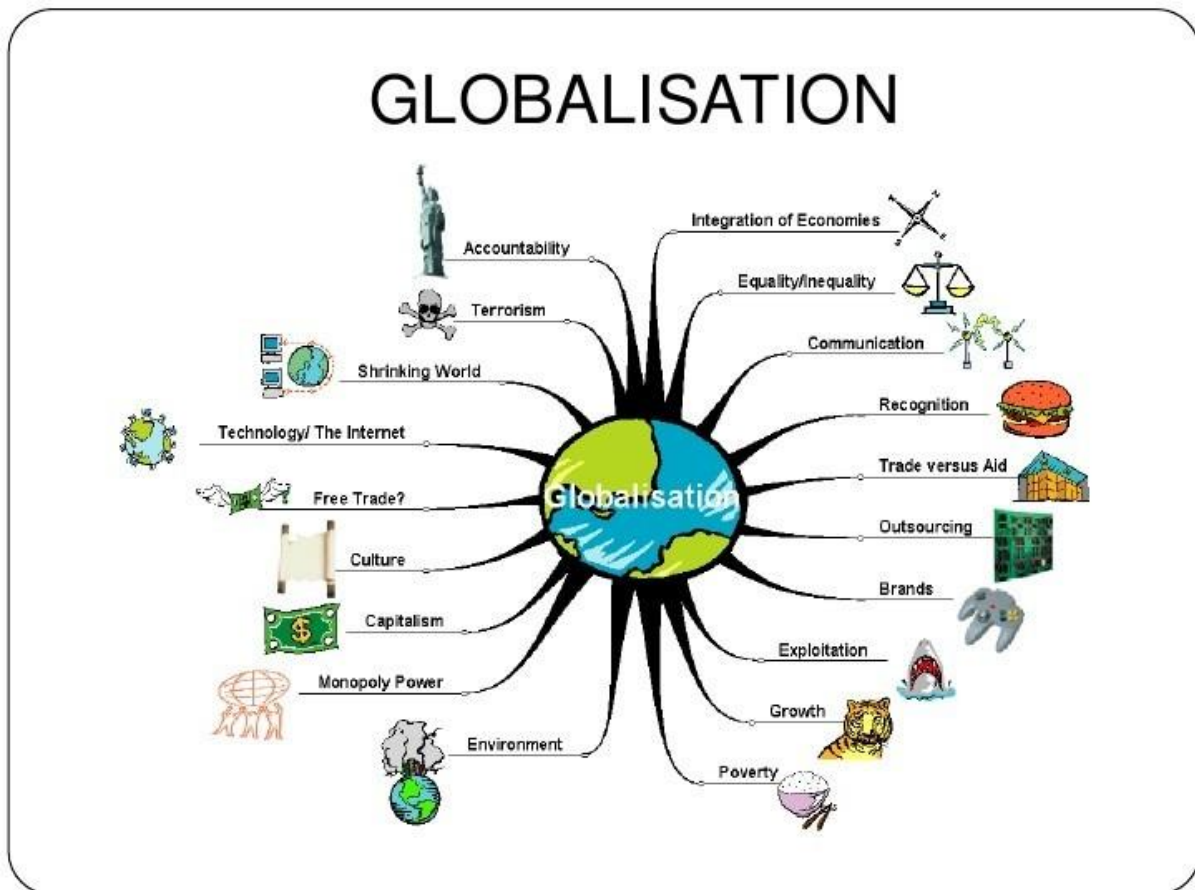 GLOBALISATION
Accountability
Terrorism
Shrinking World
Technology/ The Internet
Free Trade?
Culture
Capitalism
Monopoly Power
Environment
Globalisation
Integration of Economies
Equality/Inequality
Communication
Recognition
Trade versus Aid
Outsourcing
Brands
Exploitation
Growth
Poverty